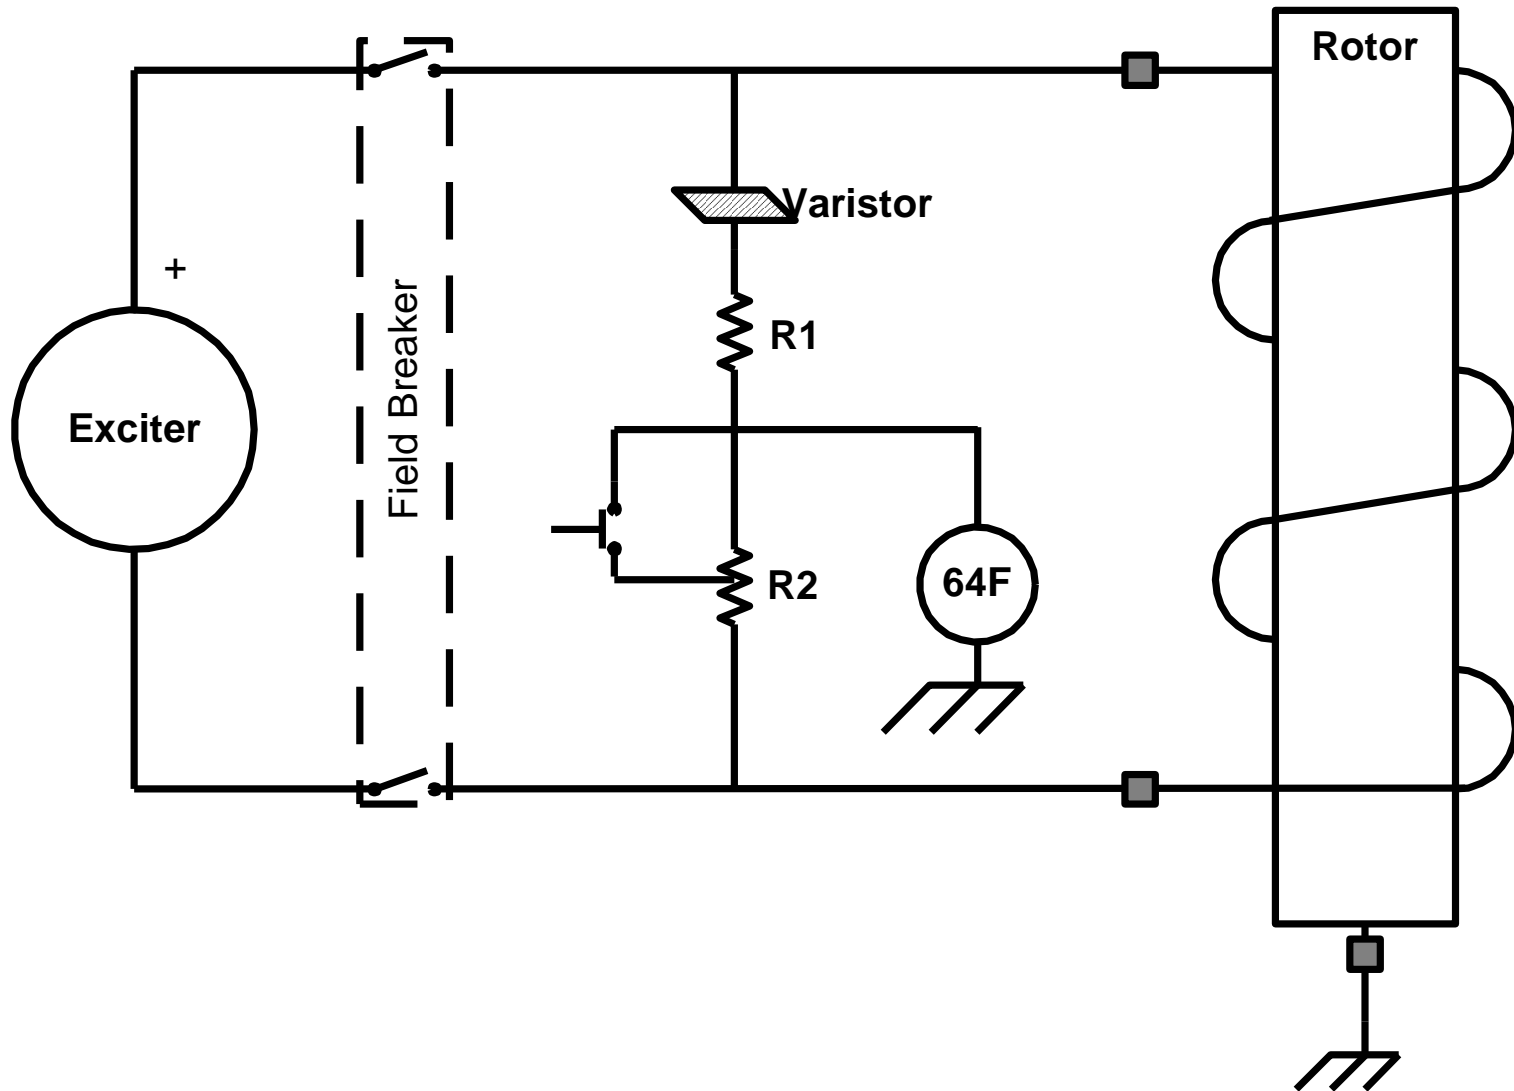 Rotor
Varistor
+
Field Breaker
R1
Exciter
R2
64F